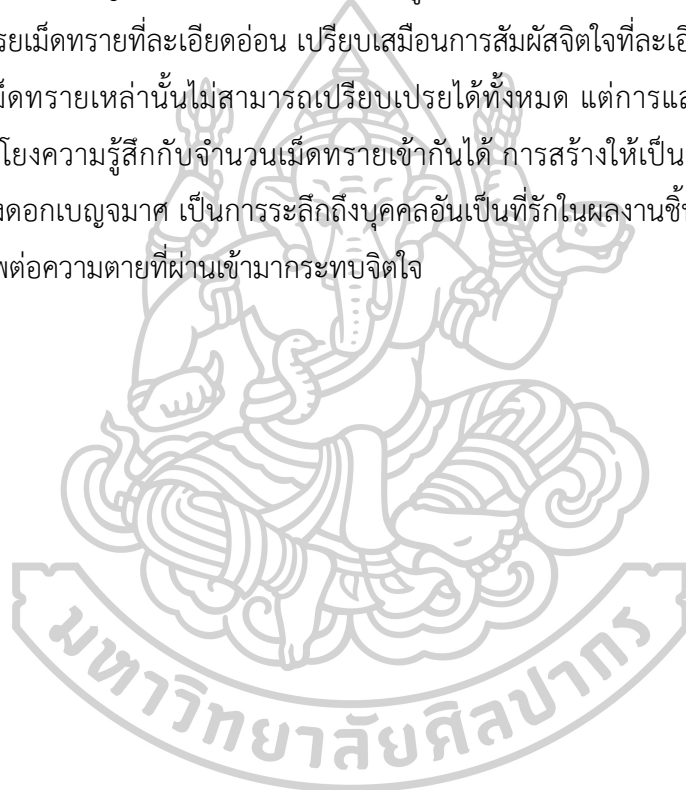 รยเม็ดทรายที่ละเอียดอ่อน เปรียบเสมือนการสัมผัสจิตใจที่ละเอี
ม็ดทรายเหล่านั้นไม่สามารถเปรียบเปรยได้ทั้งหมด แต่การแส
โยงความรู้สึกกับจำนวนเม็ดทรายเข้ากันได้ การสร้างให้เป็น
งดอกเบญจมาศ เป็นการระลึกถึงบุคคลอันเป็นที่รักในผลงานชิ้น
พต่อความตายที่ผ่านเข้ามากระทบจิตใจ
มหาวิทยาลัยศิลปากร